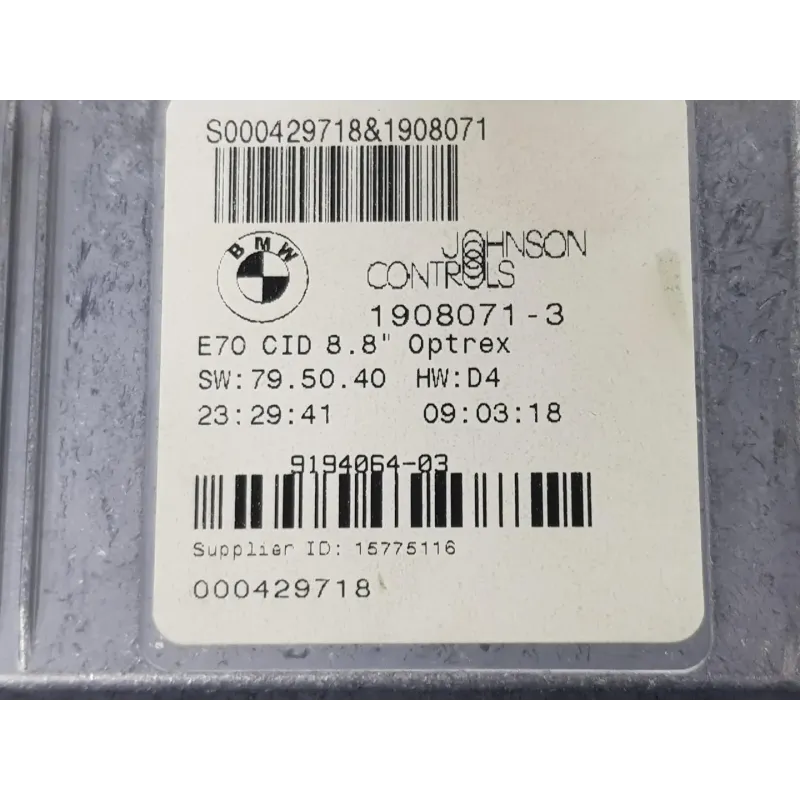 S000429718&1908071
BMW
JOHNSON
CONTROLS
1908071-3
E70 CID 8.8" Optrex
SW:79.50.40 HW:D4
23:29:41 09:03:18
9194064-03
Supplier ID: 15775116
000429718